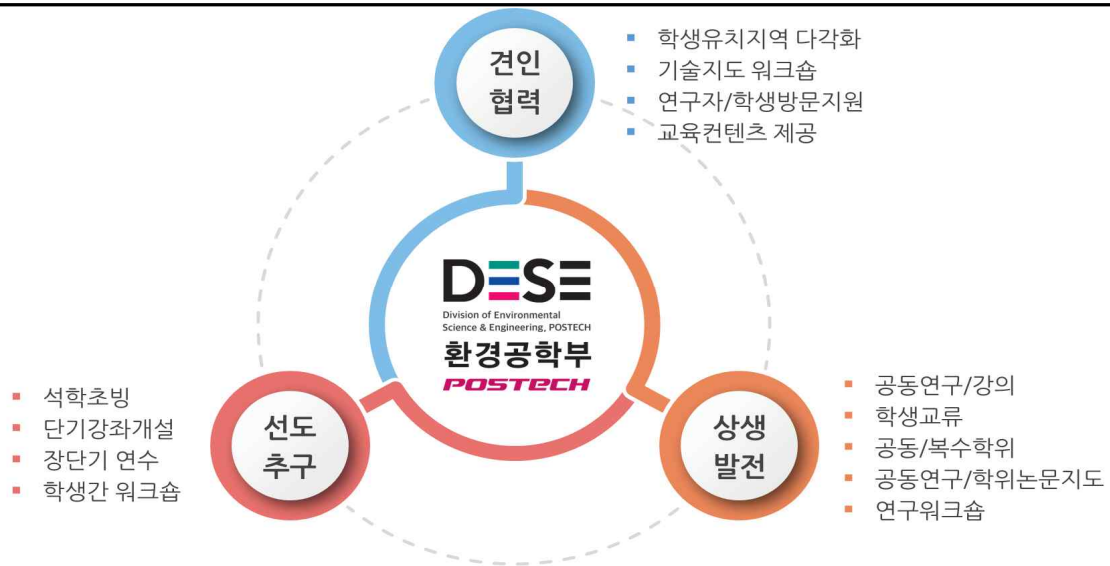 견인
협력
학생유치지역 다각화
기술지도 워크숍
연구자/학생방문지원
교육컨텐츠 제공
DESE
Division of Environmental
Science & Engineering, POSTECH
환경공학부
POSTECH
선도
추구
석학초빙
단기강좌개설
장단기 연수
학생간 워크숍
상생
발전
공동연구/강의
학생교류
공동/복수학위
공동연구/학위논문지도
연구워크숍